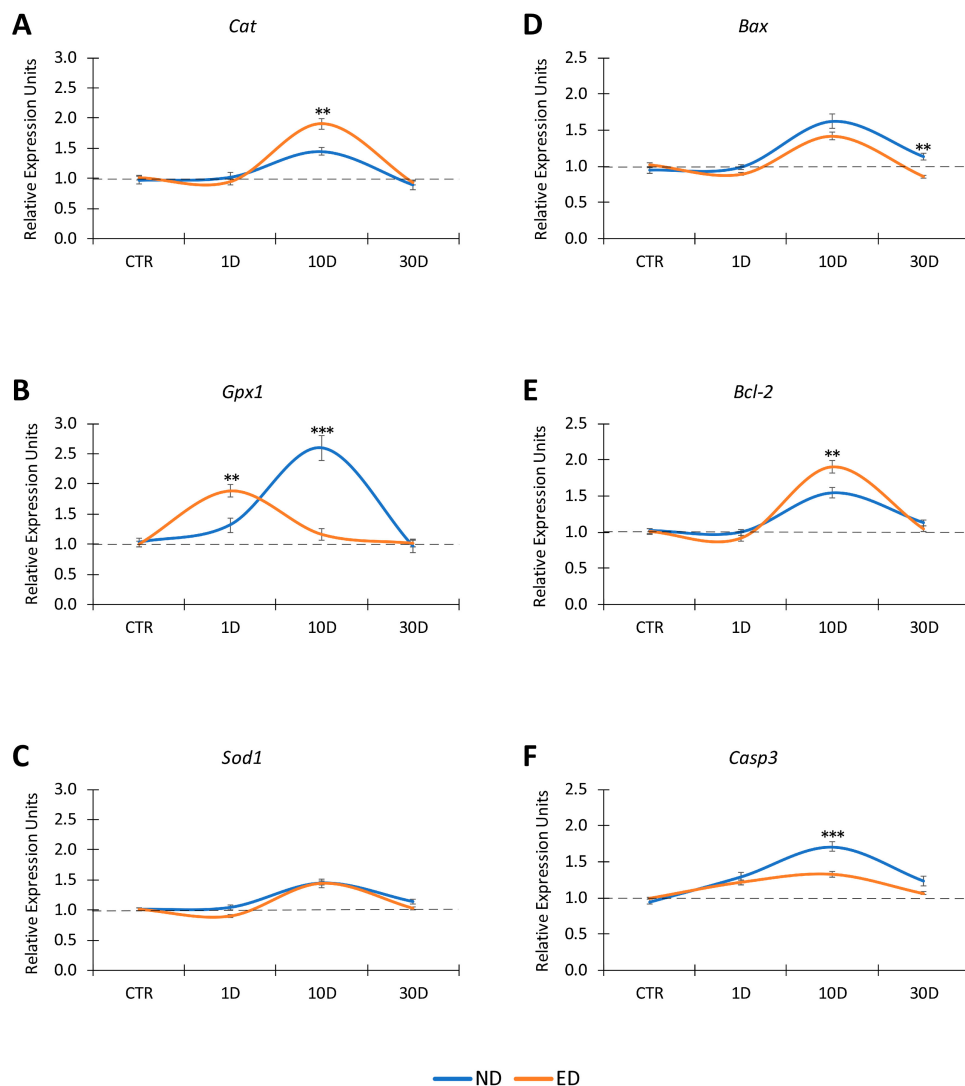 A
Cat
Relative Expression Units
3.0
2.5
2.0
1.5
1.0
0.5
0.0
**
CTR 1D 10D 30D
D
Bax
Relative Expression Units
2.5
2.0
1.5
1.0
0.5
0.0
**
CTR 1D 10D 30D
B
Gpx1
Relative Expression Units
3.0
2.5
2.0
1.5
1.0
0.5
0.0
**
***
CTR 1D 10D 30D
E
Bcl-2
Relative Expression Units
2.5
2.0
1.5
1.0
0.5
0.0
**
CTR 1D 10D 30D
C
Sod1
Relative Expression Units
3.0
2.5
2.0
1.5
1.0
0.5
0.0
CTR 1D 10D 30D
F
Casp3
Relative Expression Units
2.5
2.0
1.5
1.0
0.5
0.0
***
CTR 1D 10D 30D
ND ED